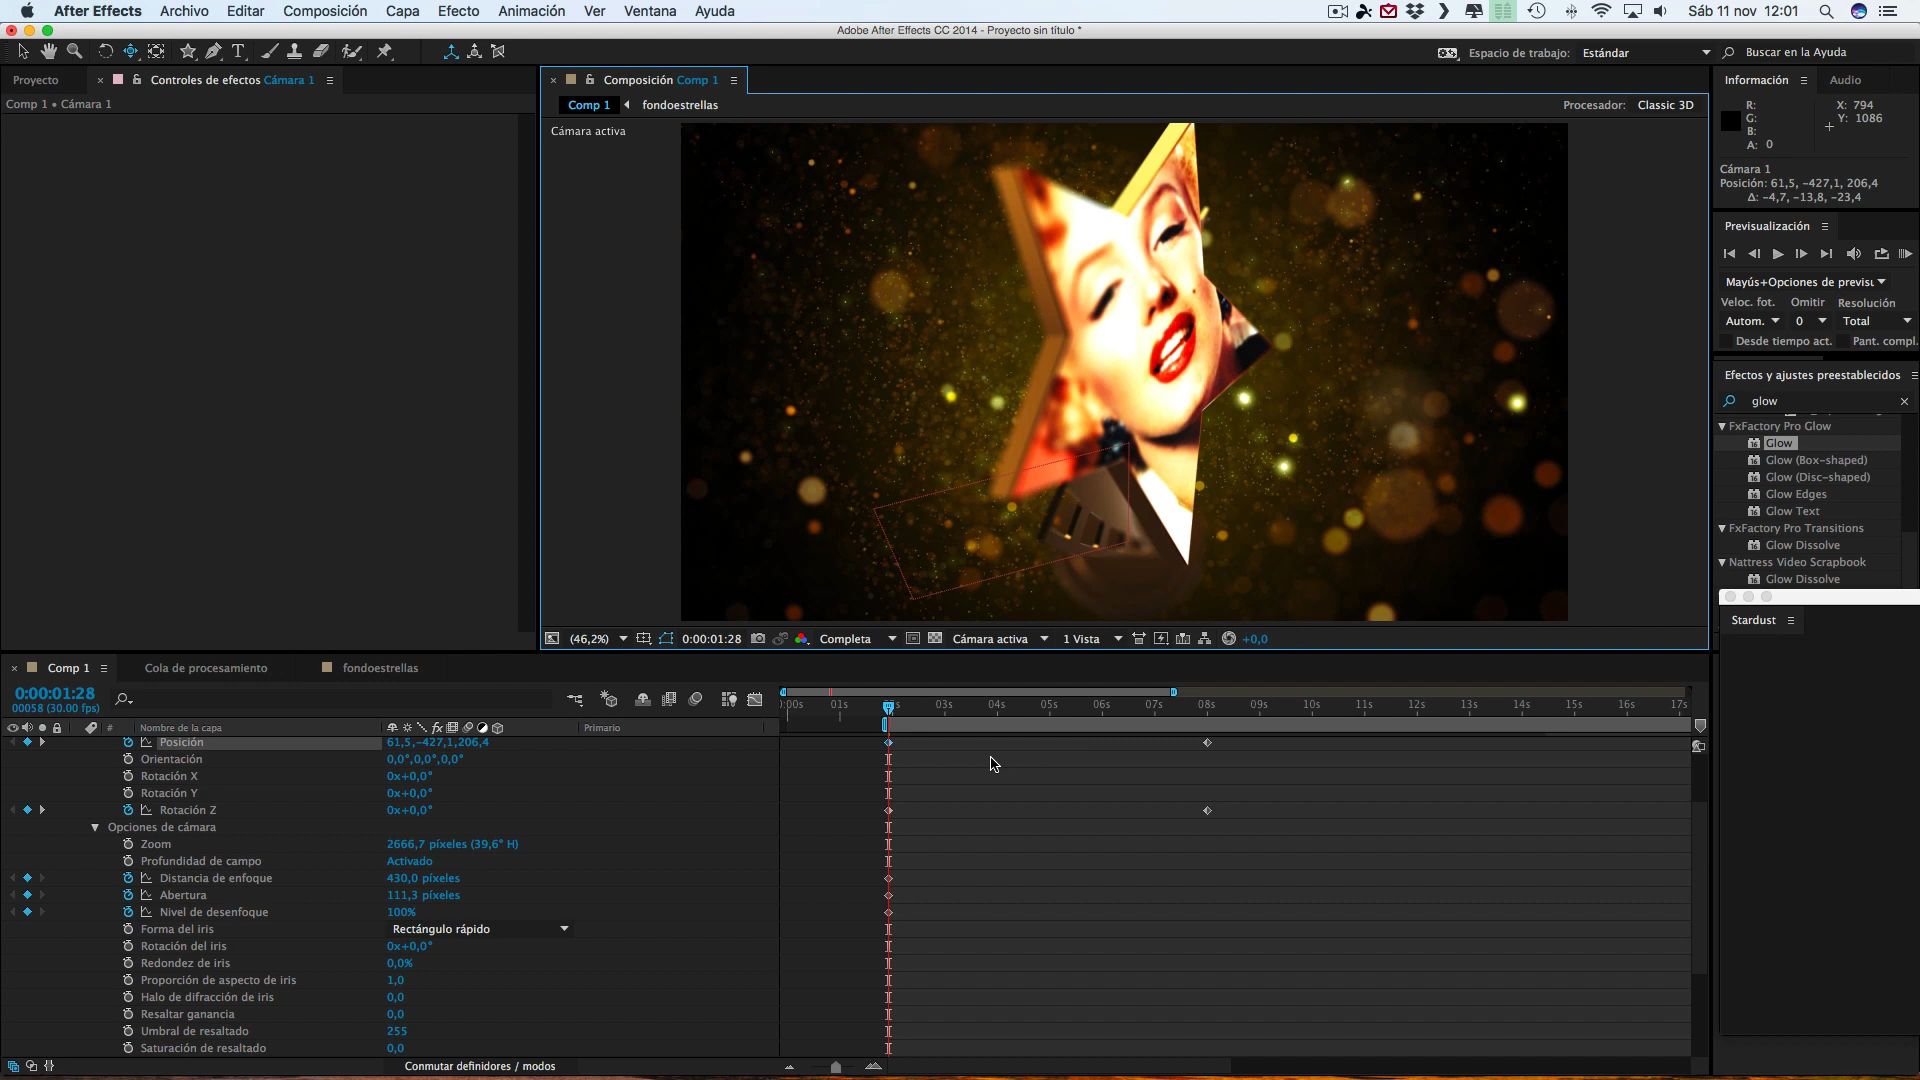 After Effects Archivo Editar Composición Capa Efecto Animación Ver Ventana Ayuda Sáb 11 nov 12:01
Adobe After Effects CC 2014 - Proyecto sin título *
Espacio de trabajo: Estándar Buscar en la Ayuda
Proyecto × Controles de efectos Cámara 1
Comp 1 • Cámara 1
× Composición Comp 1
Comp 1 fondoestrellas
Procesador: Classic 3D
Cámara activa
Información Audio
R: X: 794
G: Y: 1086
B:
A: 0
Cámara 1
Posición: 61,5, -427,1, 206,4
Δ: -4,7, -13,8, -23,4
Previsualización
Mayús+Opciones de previsu
Veloc. fot. Omitir Resolución
Autom. 0 Total
Desde tiempo act. Pant. compl.
Efectos y ajustes preestablecidos
glow
FxFactory Pro Glow
Glow
Glow (Box-shaped)
Glow (Disc-shaped)
Glow Edges
Glow Text
FxFactory Pro Transitions
Glow Dissolve
Nattress Video Scrapbook
Glow Dissolve
Stardust
(46,2%) 0:00:01:28 Completa Cámara activa 1 Vista +0,0
× Comp 1 Cola de procesamiento fondoestrellas
0:00:01:28
00058 (30.00 fps)
:00s 01s 03s 04s 05s 06s 07s 08s 09s 10s 11s 12s 13s 14s 15s 16s 17s
# Nombre de la capa Primario
Posición 61,5,-427,1,206,4
Orientación 0,0°,0,0°,0,0°
Rotación X 0x+0,0°
Rotación Y 0x+0,0°
Rotación Z 0x+0,0°
Opciones de cámara
Zoom 2666,7 píxeles (39,6° H)
Profundidad de campo Activado
Distancia de enfoque 430,0 píxeles
Abertura 111,3 píxeles
Nivel de desenfoque 100%
Forma del iris Rectángulo rápido
Rotación del iris 0x+0,0°
Redondez de iris 0,0%
Proporción de aspecto de iris 1,0
Halo de difracción de iris 0,0
Resaltar ganancia 0,0
Umbral de resaltado 255
Saturación de resaltado 0,0
Conmutar definidores / modos